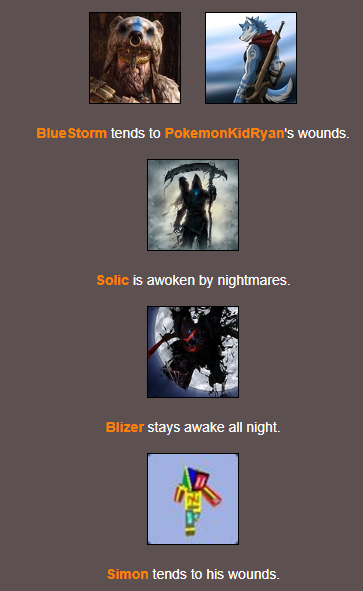 BlueStorm tends to PokemonKidRyan's wounds.
Solic is awoken by nightmares.
Blizer stays awake all night.
Simon tends to his wounds.